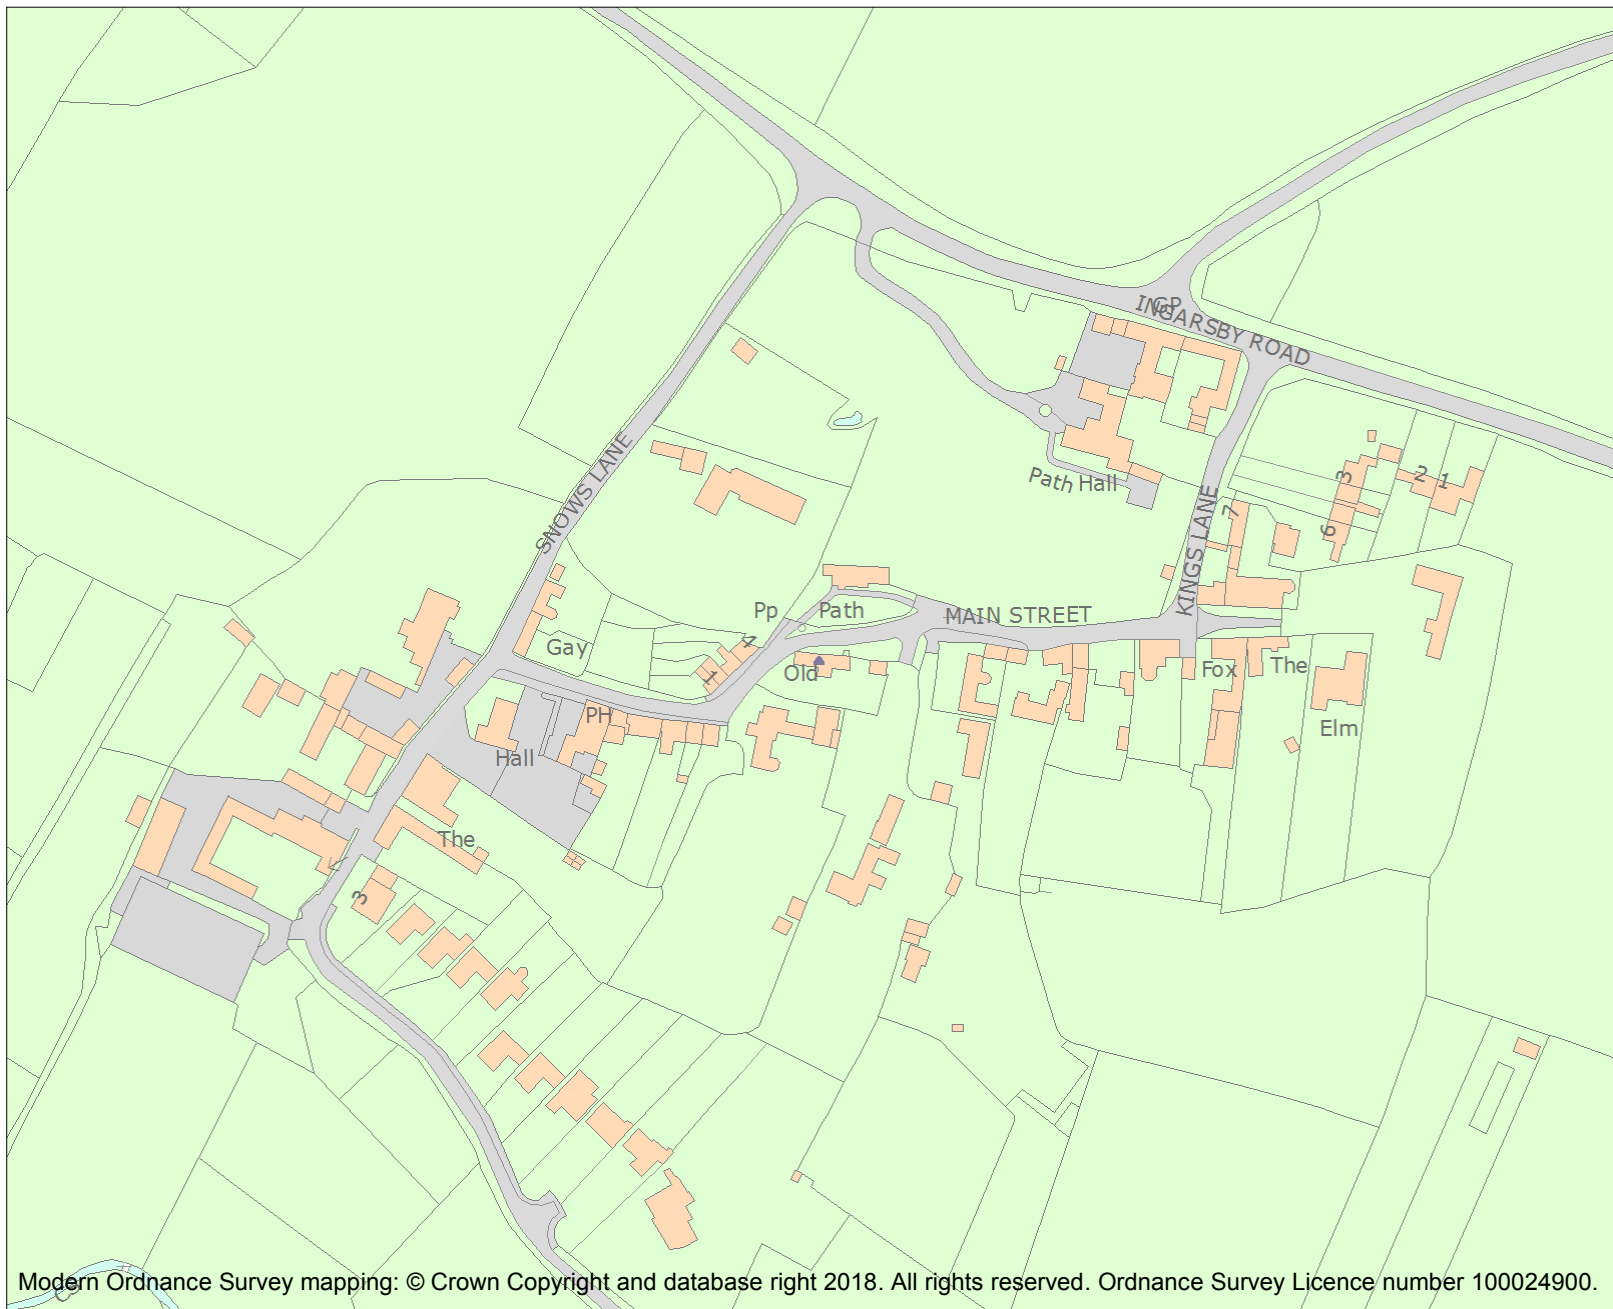 GP
INGARSBY ROAD
Path Hall
SNOWS LANE
3
2
1
7
6
KINGS LANE
Pp
Path
MAIN STREET
Gay
4
1
Old
Fox
The
PH
Elm
Hall
The
3
Modern Ordnance Survey mapping: © Crown Copyright and database right 2018. All rights reserved. Ordnance Survey Licence number 100024900.